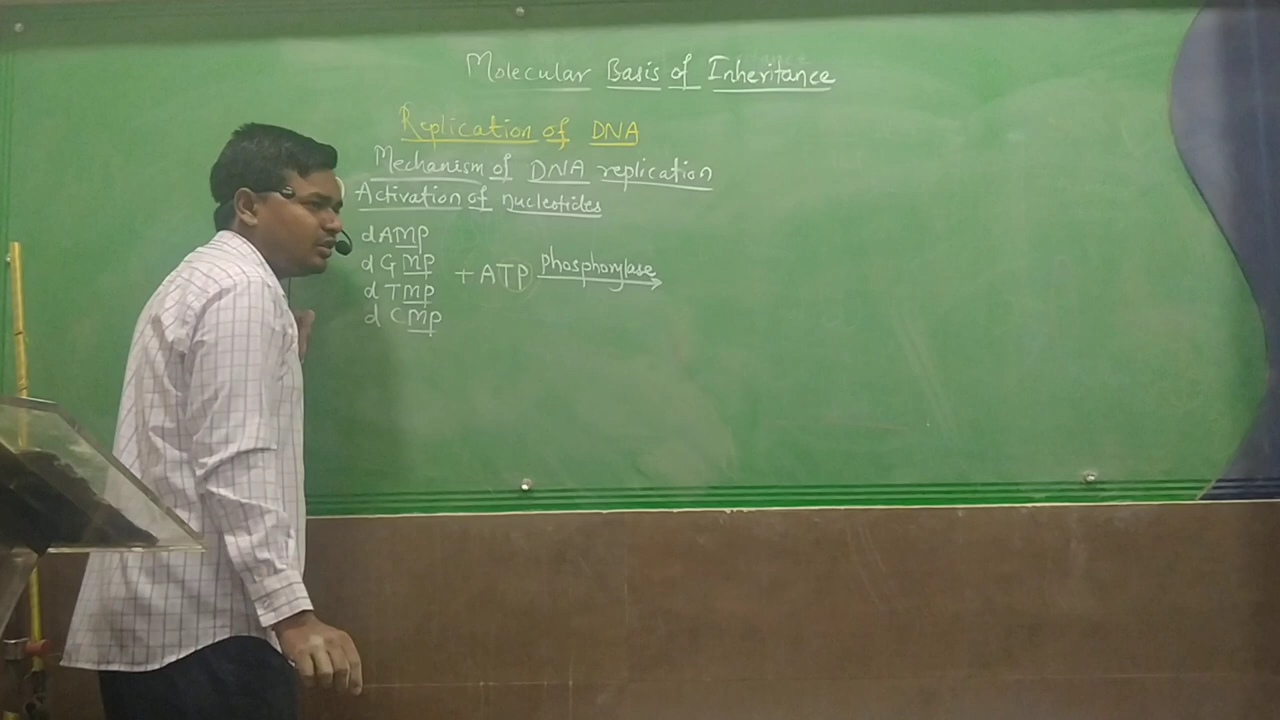 Molecular Basis of Inheritance
Replication of DNA
Mechanism of DNA replication
Activation of nucleotides
dAMP
dGMP
dTMP
dCMP
+ ATP phosphorylase